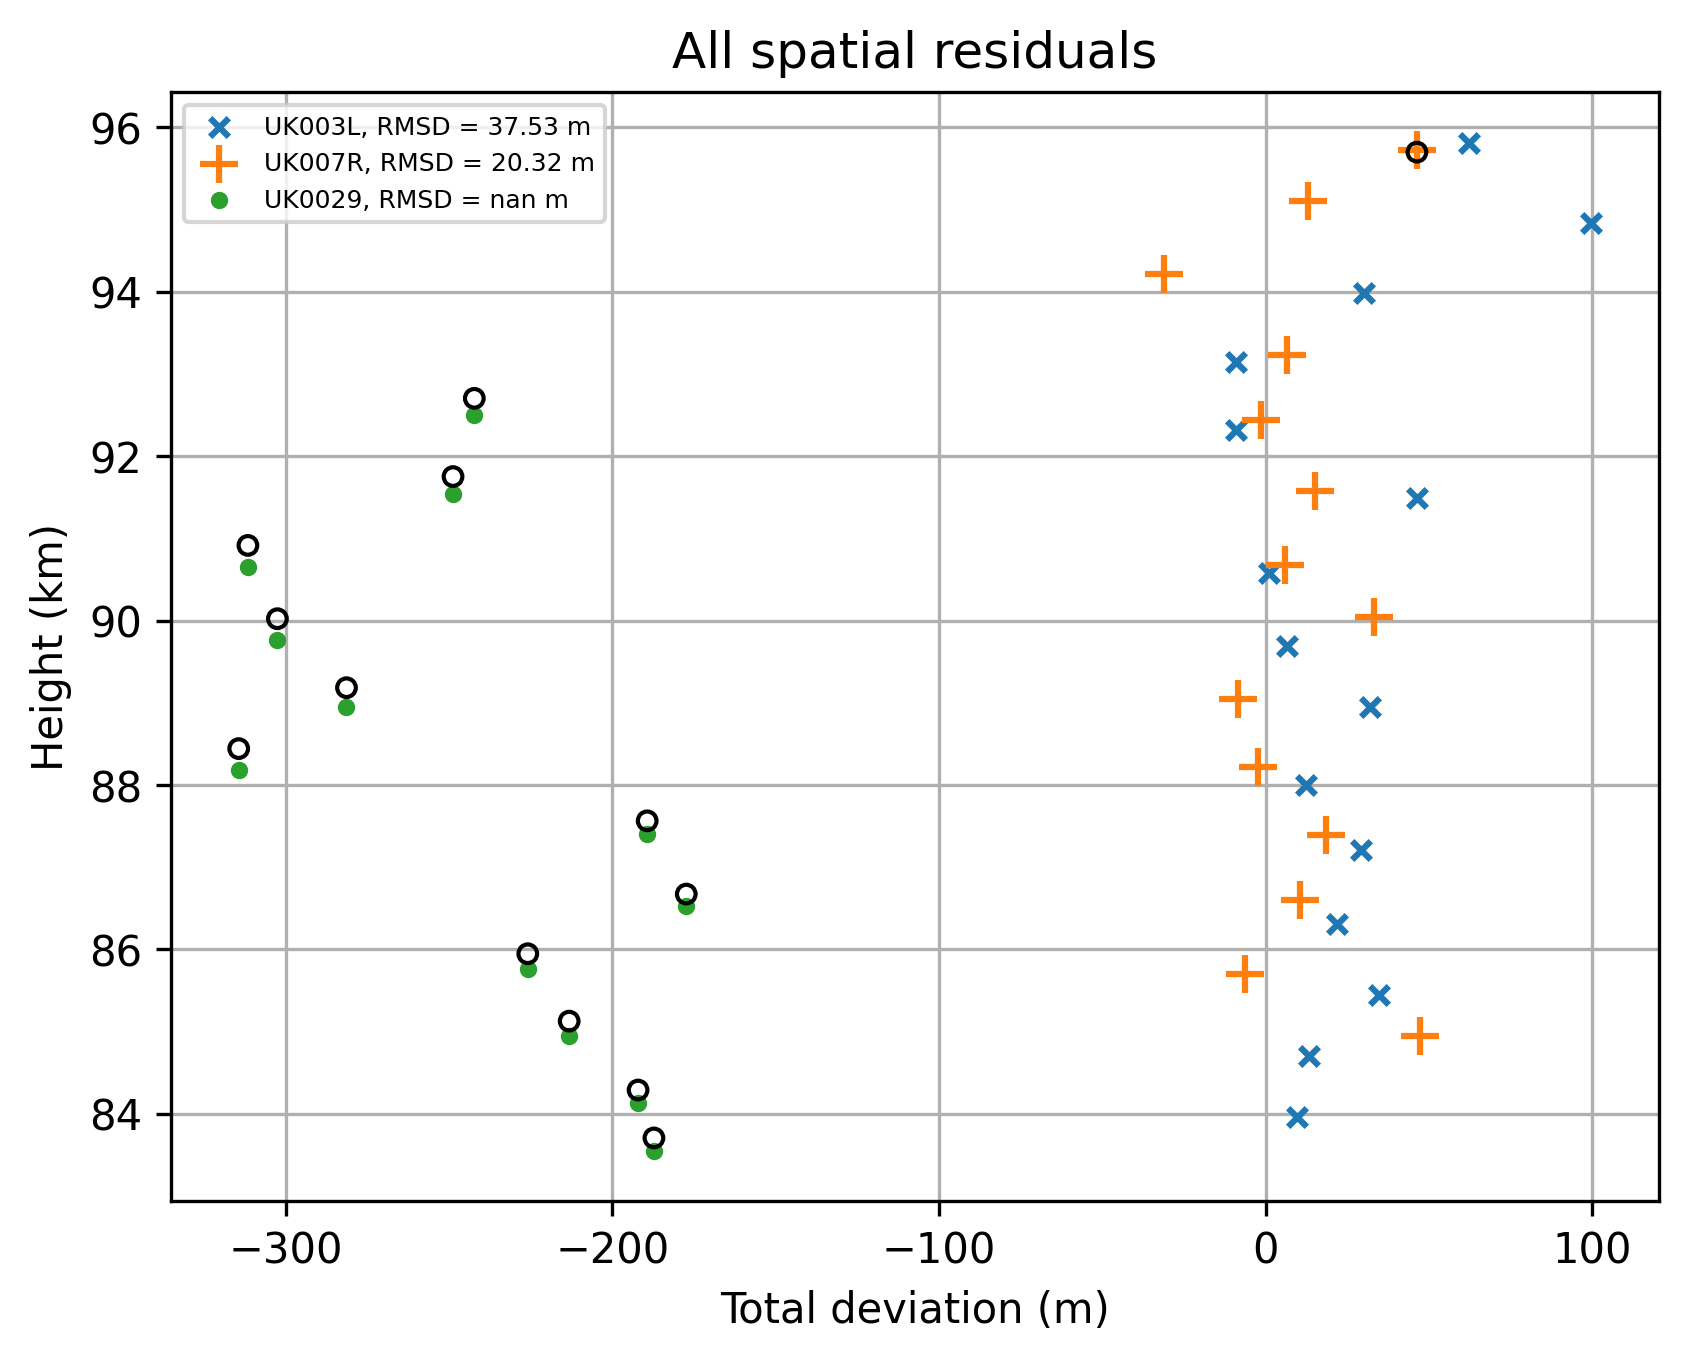 All spatial residuals
UK003L, RMSD = 37.53 m
UK007R, RMSD = 20.32 m
UK0029, RMSD = nan m
96
94
92
90
88
86
84
Height (km)
−300
−200
−100
0
100
Total deviation (m)